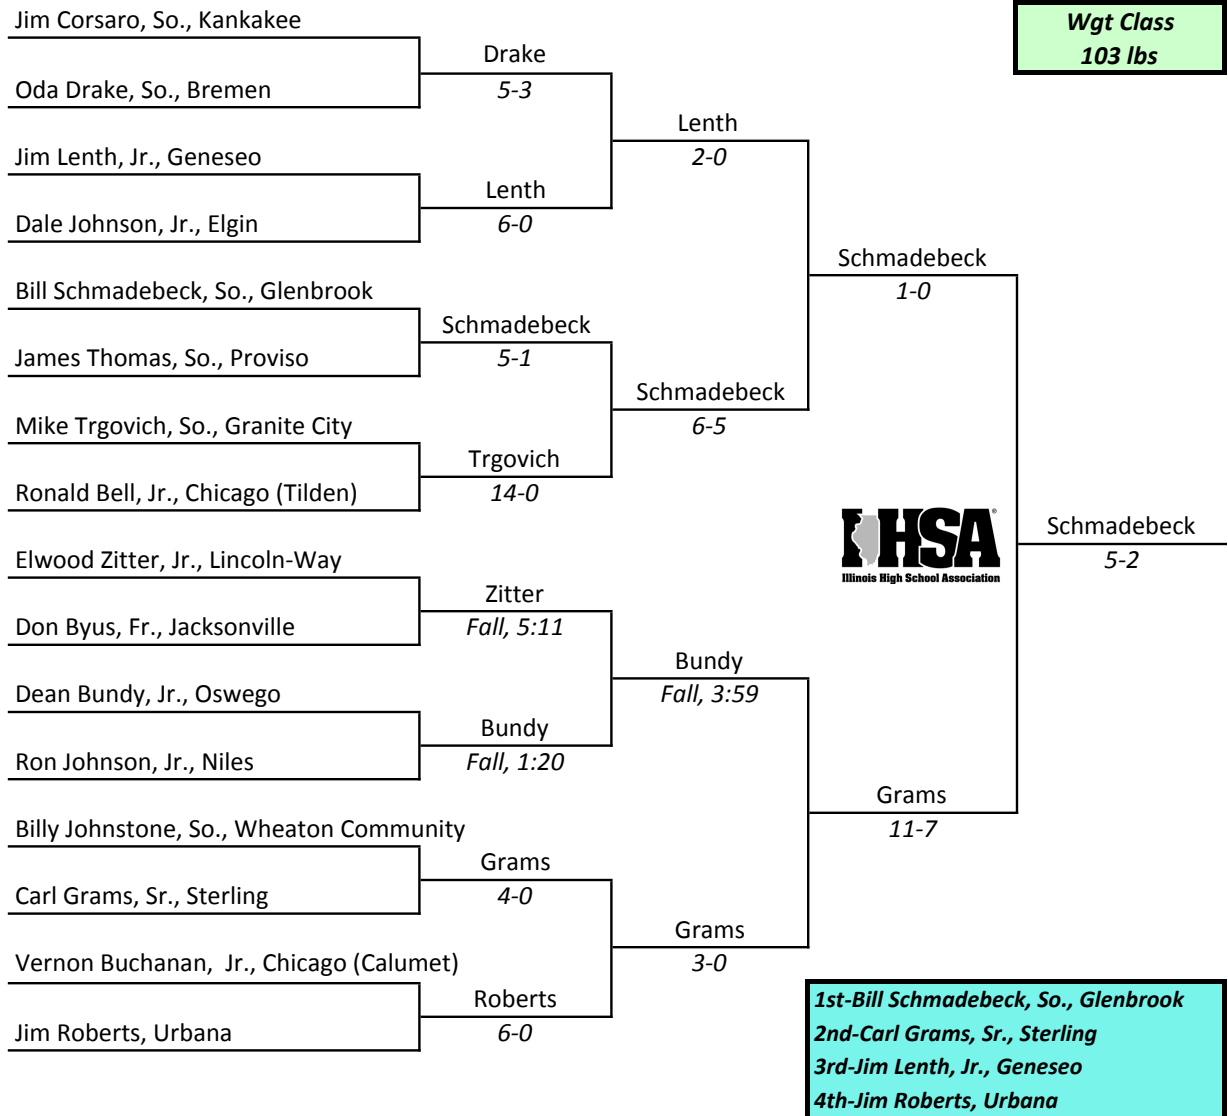 Jim Corsaro, So., Kankakee
Wgt Class
103 lbs
Drake
5-3
Oda Drake, So., Bremen
Lenth
2-0
Jim Lenth, Jr., Geneseo
Lenth
6-0
Dale Johnson, Jr., Elgin
Schmadebeck
1-0
Bill Schmadebeck, So., Glenbrook
Schmadebeck
5-1
James Thomas, So., Proviso
Schmadebeck
6-5
Mike Trgovich, So., Granite City
Trgovich
14-0
Ronald Bell, Jr., Chicago (Tilden)
IHSA
®
Illinois High School Association
Schmadebeck
5-2
Elwood Zitter, Jr., Lincoln-Way
Zitter
Fall, 5:11
Don Byus, Fr., Jacksonville
Bundy
Fall, 3:59
Dean Bundy, Jr., Oswego
Bundy
Fall, 1:20
Ron Johnson, Jr., Niles
Grams
11-7
Billy Johnstone, So., Wheaton Community
Grams
4-0
Carl Grams, Sr., Sterling
Grams
3-0
Vernon Buchanan,  Jr., Chicago (Calumet)
Roberts
6-0
Jim Roberts, Urbana
1st-Bill Schmadebeck, So., Glenbrook
2nd-Carl Grams, Sr., Sterling
3rd-Jim Lenth, Jr., Geneseo
4th-Jim Roberts, Urbana